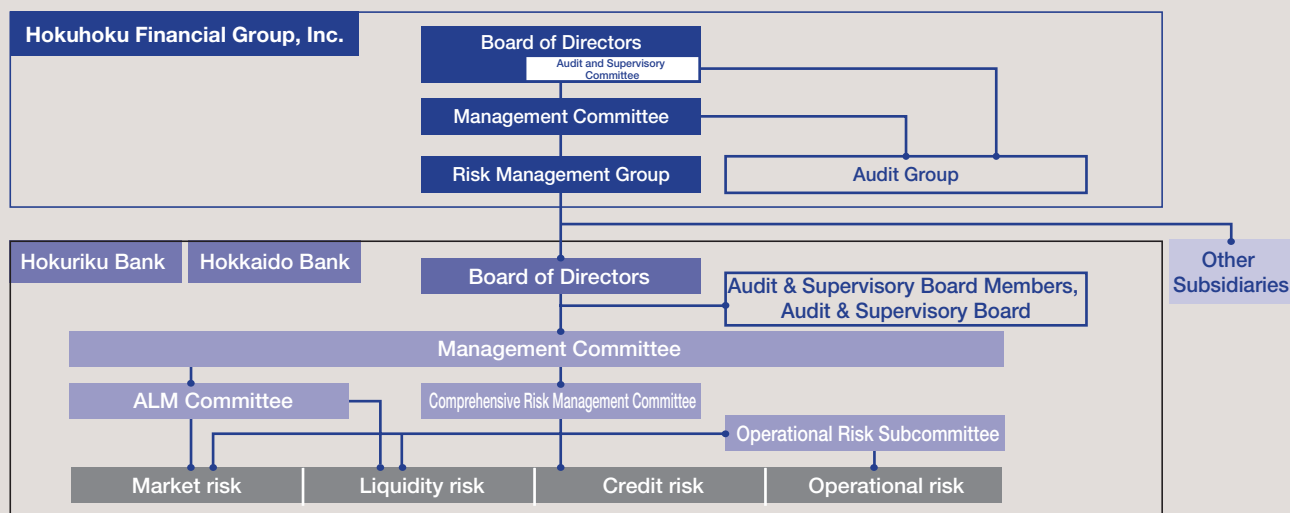 Hokuhoku Financial Group, Inc.
Board of Directors
Audit and Supervisory
Committee
Management Committee
Risk Management Group
Audit Group
Hokuriku Bank
Hokkaido Bank
Other
Subsidiaries
Board of Directors
Audit & Supervisory Board Members,
Audit & Supervisory Board
Management Committee
ALM Committee
Comprehensive Risk Management Committee
Operational Risk Subcommittee
Market risk
Liquidity risk
Credit risk
Operational risk